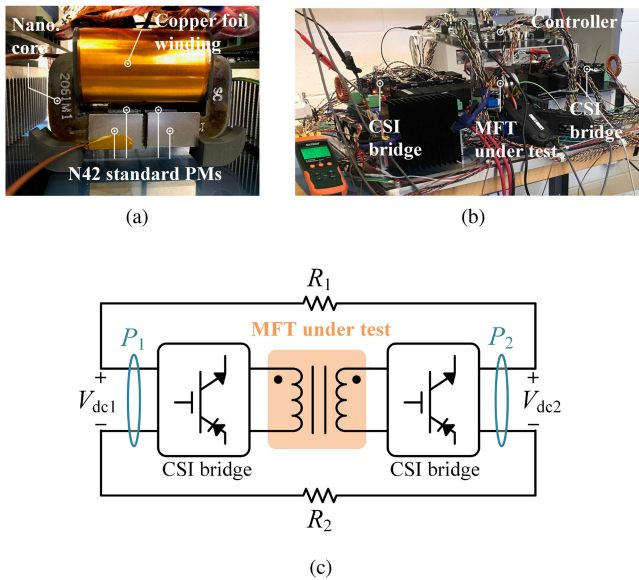 Nano.
core
Copper foil
winding
2051M1
SC
N42 standard PMs
(a)
Controller
CSI
bridge
MFT
under test
CSI
bridge
(b)
R1
MFT under test
P1
P2
+
Vdc1
−
CSI bridge
+
Vdc2
−
CSI bridge
R2
(c)